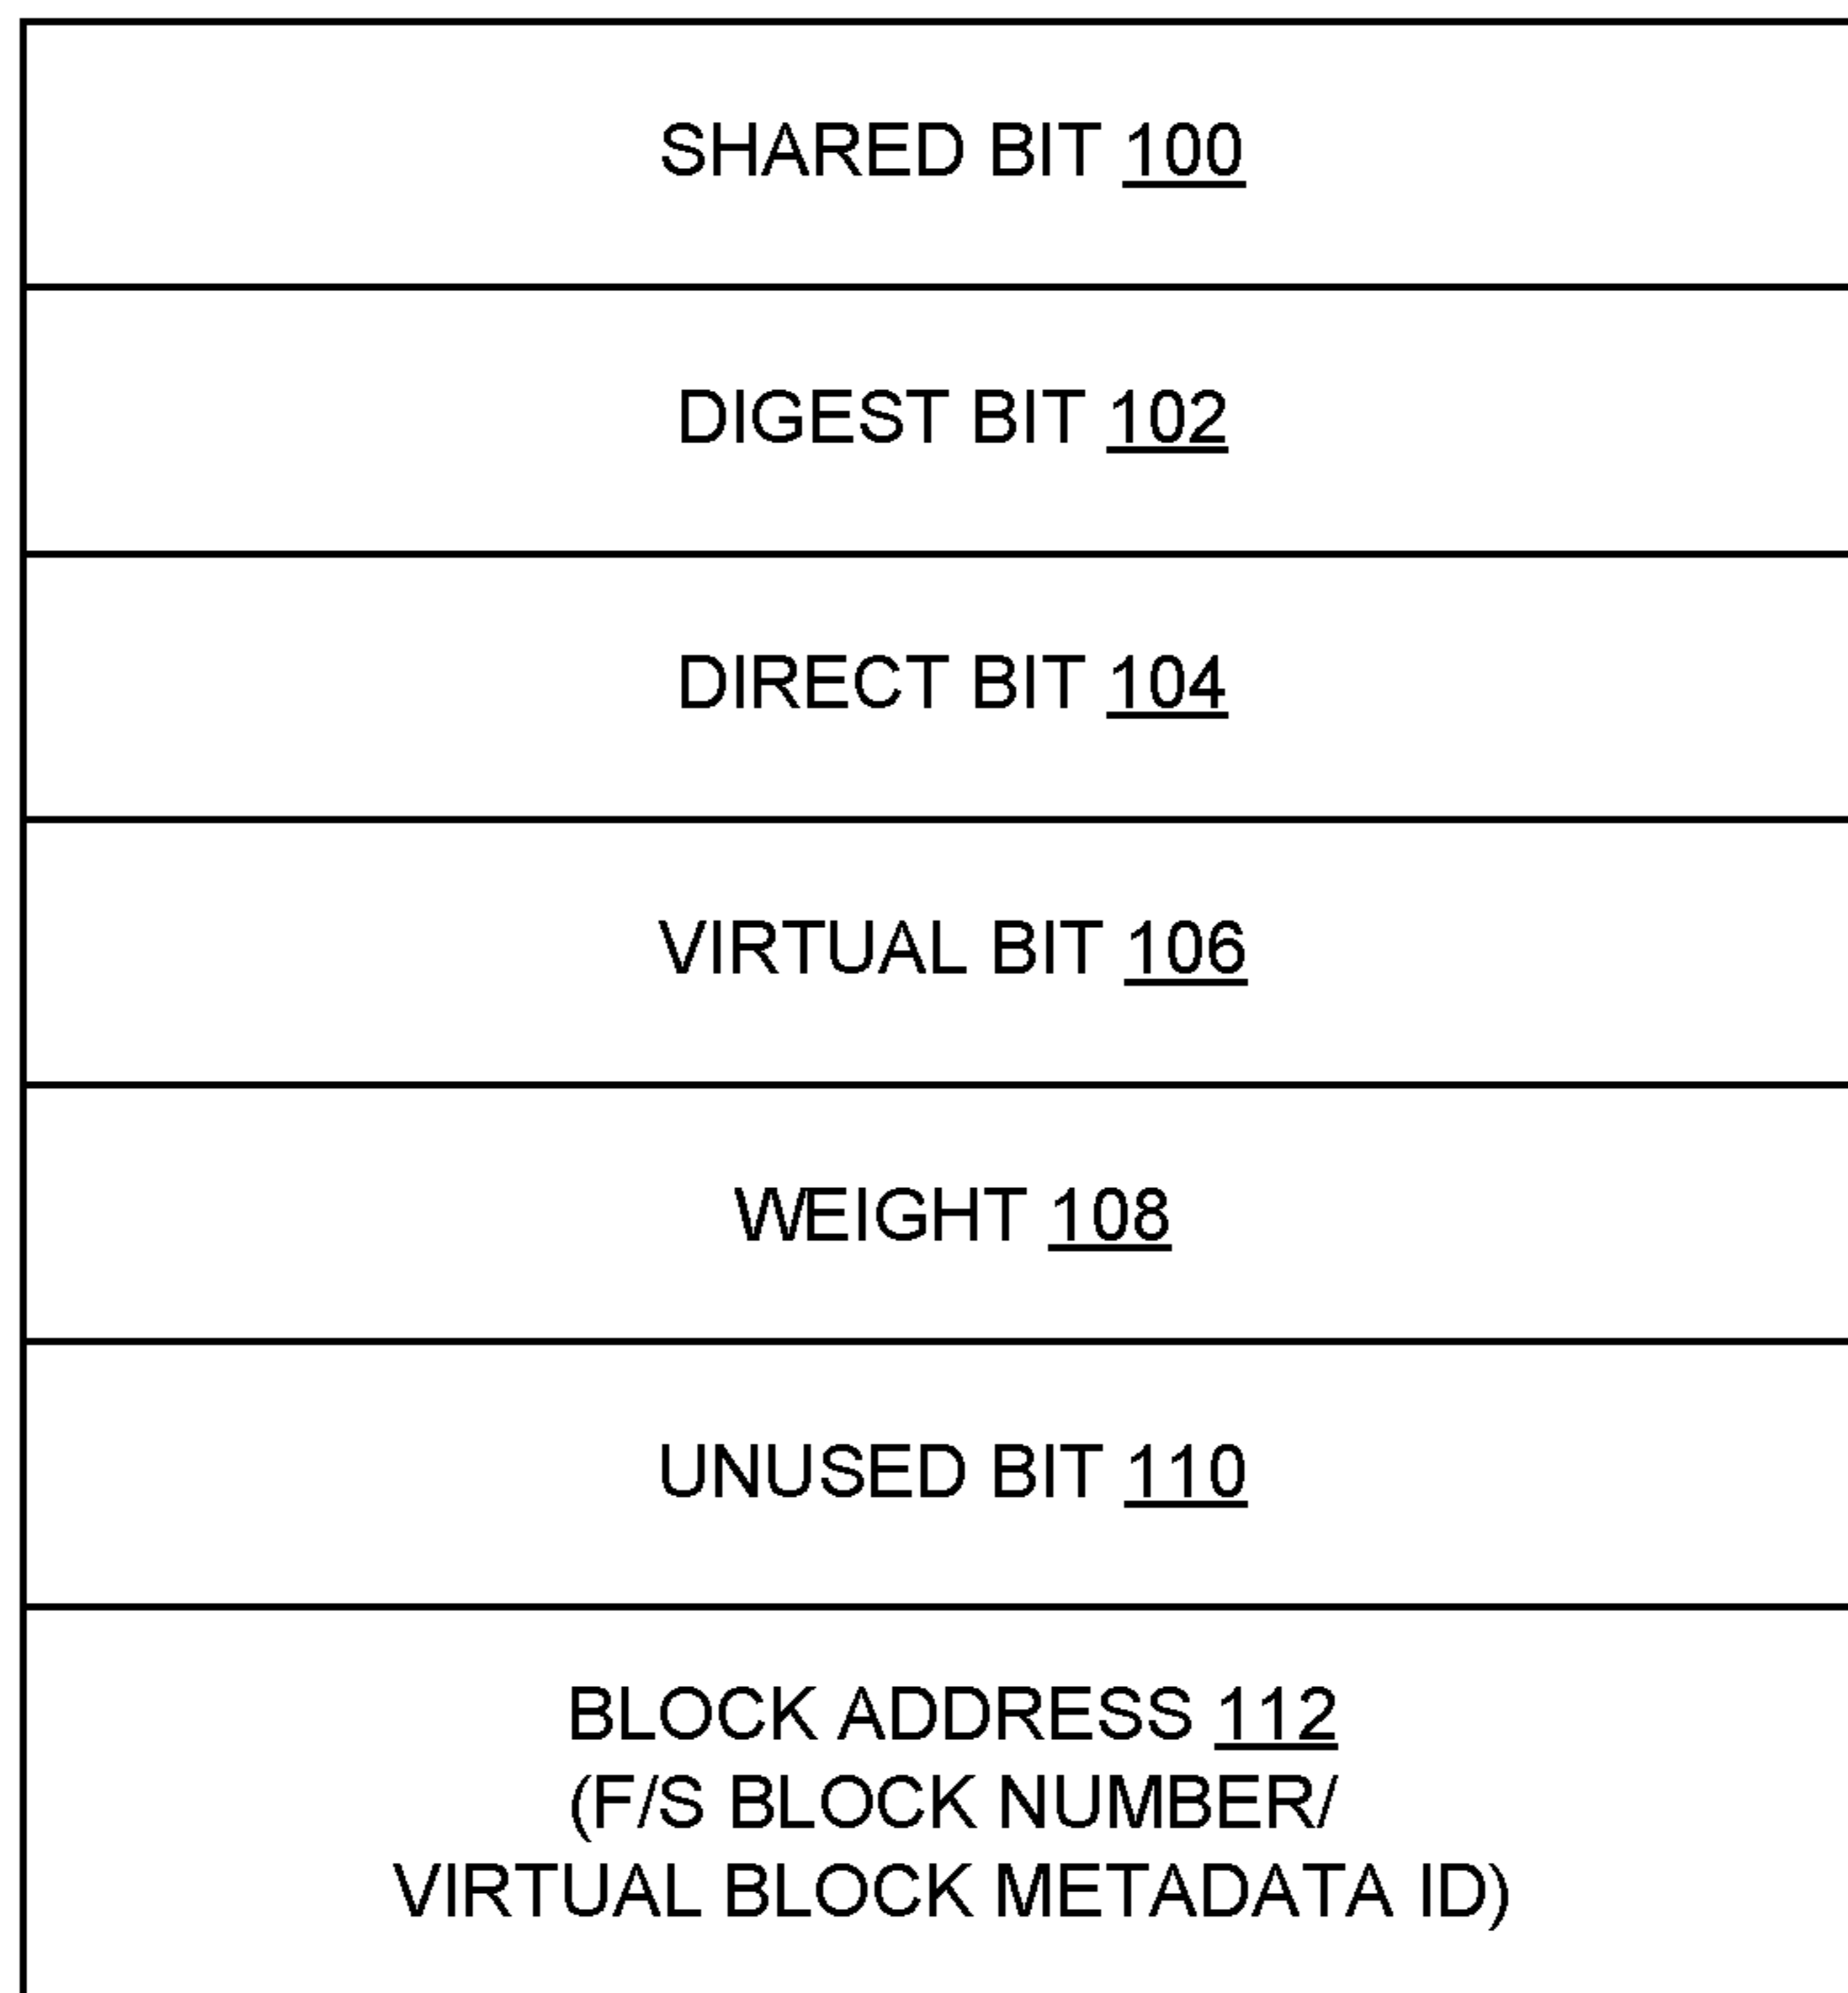 SHARED BIT 100
DIGEST BIT 102
DIRECT BIT 104
VIRTUAL BIT 106
WEIGHT 108
UNUSED BIT 110
BLOCK ADDRESS 112
(F/S BLOCK NUMBER/
VIRTUAL BLOCK METADATA ID)